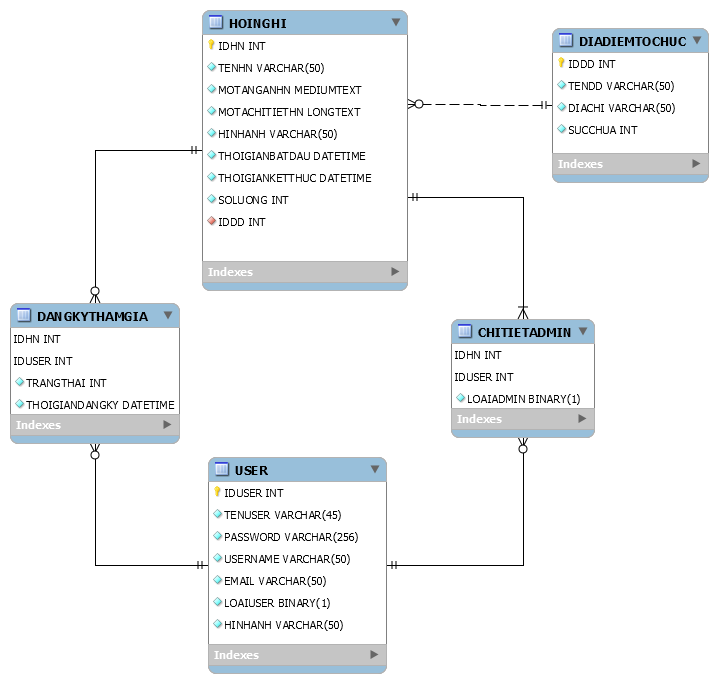 HOINGHI
IDHN INT
TENHN VARCHAR(50)
MOTANGANHN MEDIUMTEXT
MOTACHITIETHN LONGTEXT
HINHANH VARCHAR(50)
THOIGIANBATDAU DATETIME
THOIGIANKETTHUC DATETIME
SOLUONG INT
IDDD INT
Indexes
DIADIEMTOCHUC
IDDD INT
TENDD VARCHAR(50)
DIACHI VARCHAR(50)
SUCCHUA INT
Indexes
DANGKYTHAMGIA
IDHN INT
IDUSER INT
TRANGTHAI INT
THOIGIANDANGKY DATETIME
Indexes
CHITIETADMIN
IDHN INT
IDUSER INT
LOAIADMIN BINARY(1)
Indexes
USER
IDUSER INT
TENUSER VARCHAR(45)
PASSWORD VARCHAR(256)
USERNAME VARCHAR(50)
EMAIL VARCHAR(50)
LOAIUSER BINARY(1)
HINHANH VARCHAR(50)
Indexes